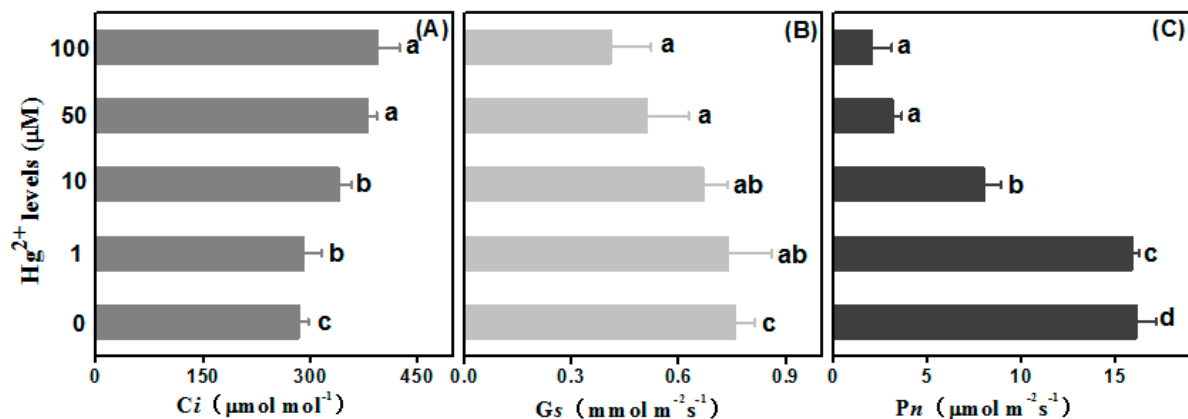 (A) (B) (C)
100 a a a
50 a a a
10 b ab b
1 b ab c
0 c c d
Hg²⁺ levels (μM)
0 150 300 450 0.0 0.3 0.6 0.9 0 5 10 15
Ci (μmol mol⁻¹) Gs (mmol m⁻²s⁻¹) Pn (μmol m⁻²s⁻¹)